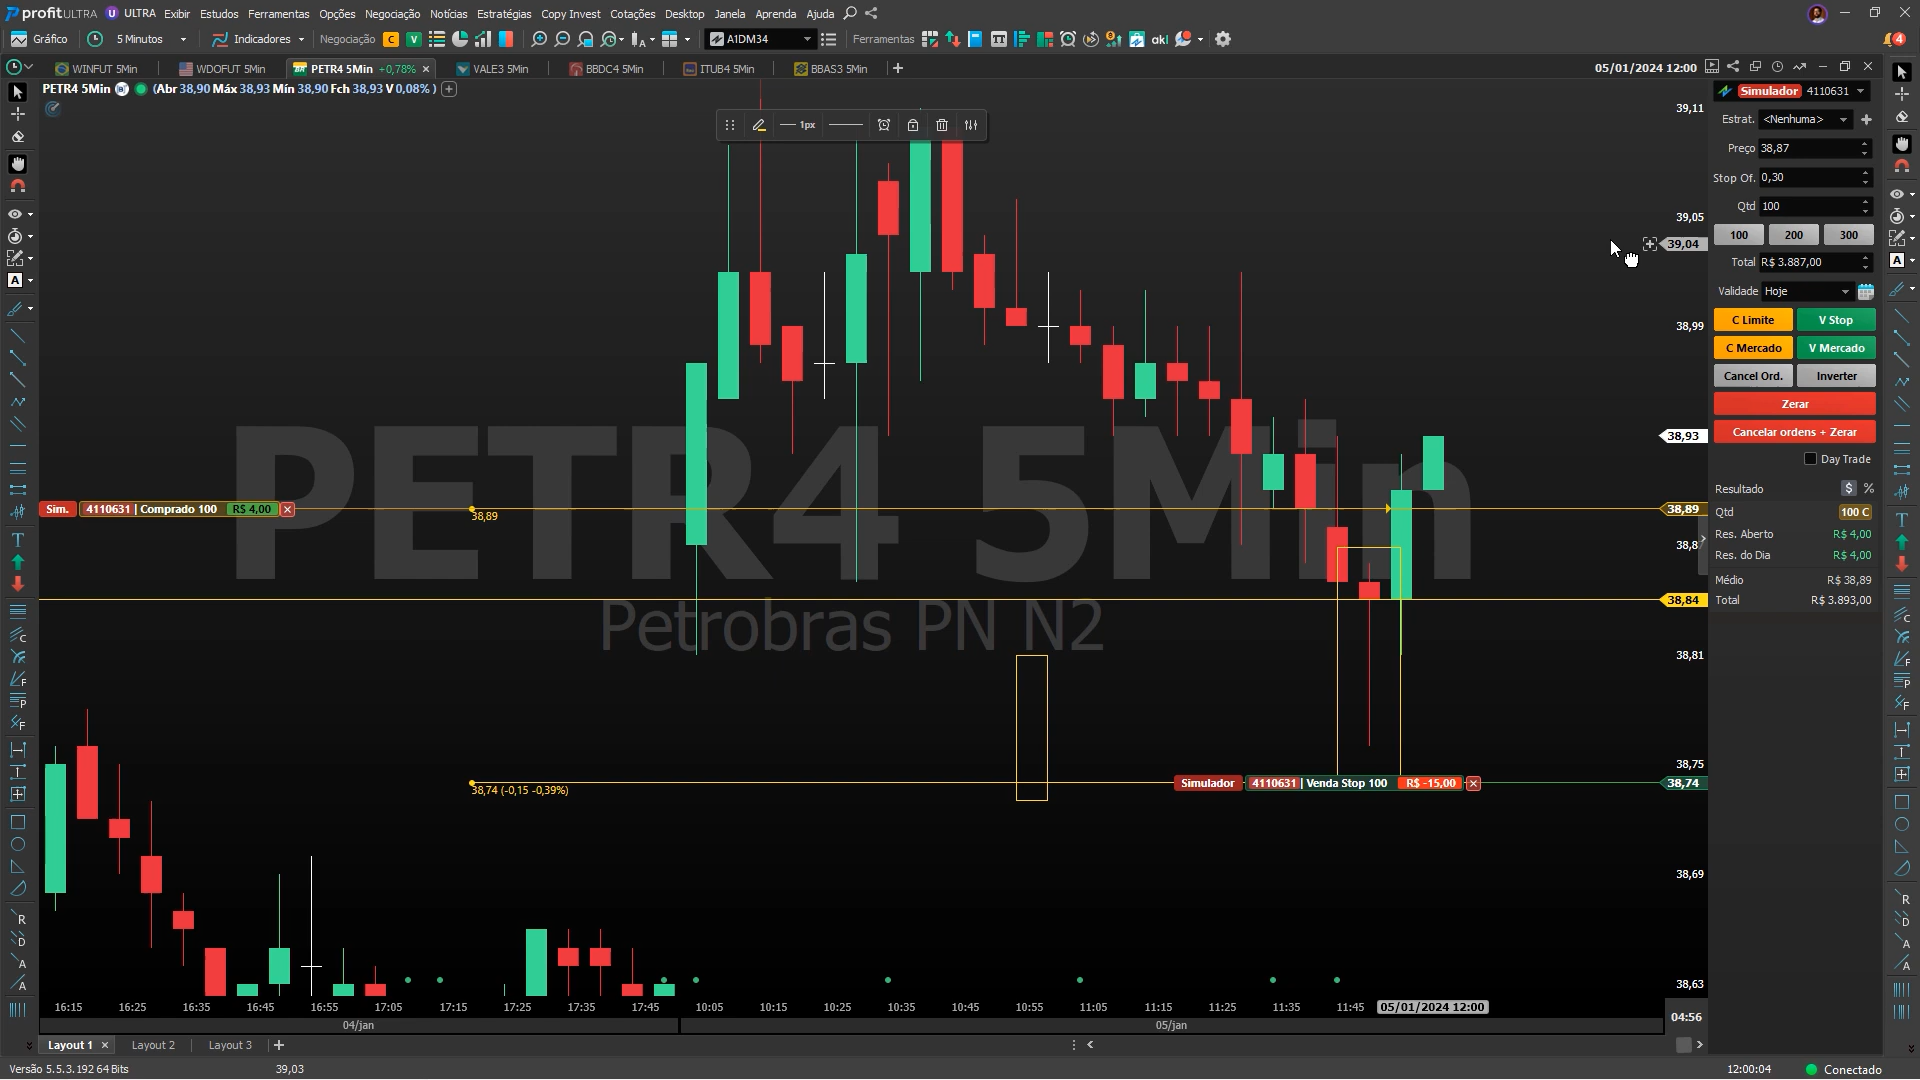 profitULTRA U ULTRA Exibir Estudos Ferramentas Opções Negociação Notícias Estratégias Copy Invest Cotações Desktop Janela Aprenda Ajuda
Gráfico 5 Minutos Indicadores Negociação C V A1DM34 Ferramentas akl 4
WINFUT 5Min WDOFUT 5Min PETR4 5Min +0,78% VALE3 5Min BBDC4 5Min ITUB4 5Min BBAS3 5Min 05/01/2024 12:00
PETR4 5Min (Abr 38,90 Máx 38,93 Mín 38,90 Fch 38,93 V 0,08% )
1px
39,11
39,05
39,04
38,99
38,93
38,89
38,8
38,84
38,81
38,75
38,74
38,69
38,63
PETR4 5Min
Petrobras PN N2
Sim. 4110631 | Comprado 100 R$ 4,00
38,89
38,74 (-0,15 -0,39%)
Simulador 4110631 | Venda Stop 100 R$ -15,00
16:15 16:25 16:35 16:45 16:55 17:05 17:15 17:25 17:35 17:45 10:05 10:15 10:25 10:35 10:45 10:55 11:05 11:15 11:25 11:35 11:45 05/01/2024 12:00
04/jan 05/jan
04:56
Simulador 4110631
Estrat. <Nenhuma>
Preço 38,87
Stop Of. 0,30
Qtd 100
100 200 300
Total R$ 3.887,00
Validade Hoje
C Limite V Stop
C Mercado V Mercado
Cancel Ord. Inverter
Zerar
Cancelar ordens + Zerar
Day Trade
Resultado $ %
Qtd 100 C
Res. Aberto R$ 4,00
Res. do Dia R$ 4,00
Médio R$ 38,89
Total R$ 3.893,00
Layout 1 Layout 2 Layout 3
Versão 5.5.3.192 64 Bits 39,03 12:00:04 Conectado